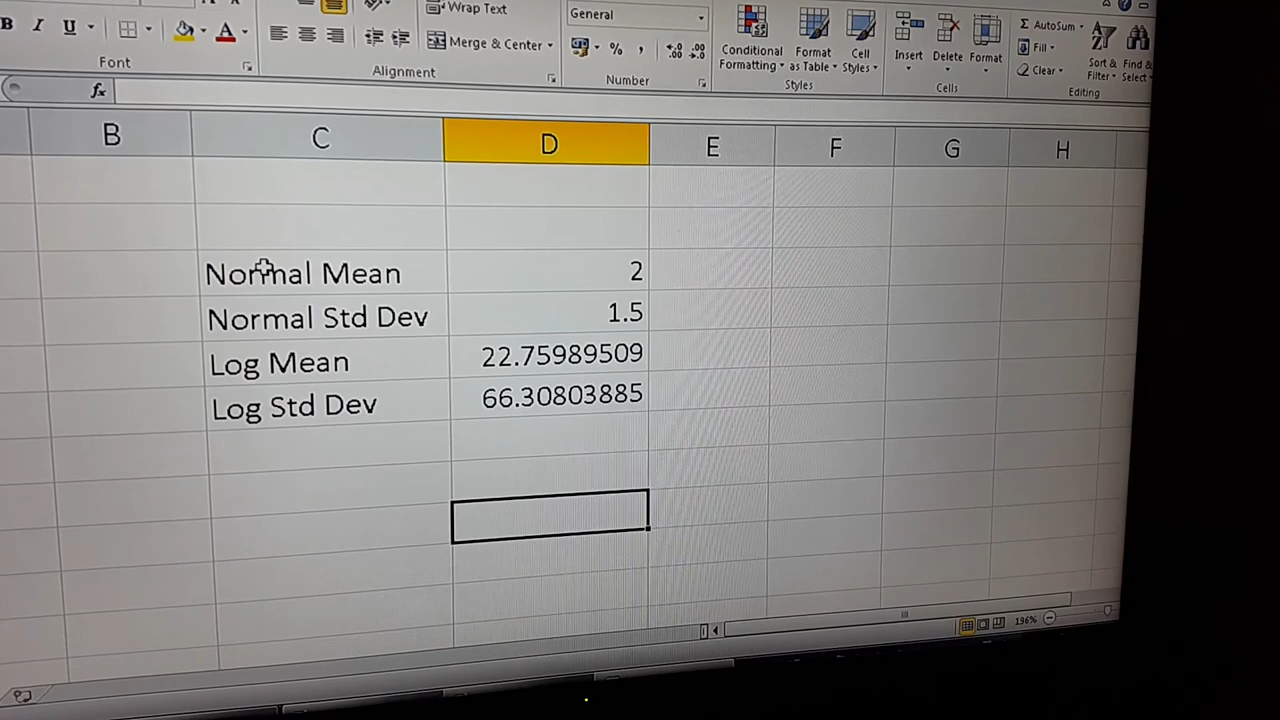 Wrap Text
General
AutoSum
B I U
A
Merge & Center
% ,
Conditional Formatting
Format as Table
Cell Styles
Insert
Delete
Format
Fill
Clear
Sort & Filter
Find & Select
Font
Alignment
Number
Styles
Cells
Editing
fx
B C D E F G H
Normal Mean 2
Normal Std Dev 1.5
Log Mean 22.75989509
Log Std Dev 66.30803885
196%